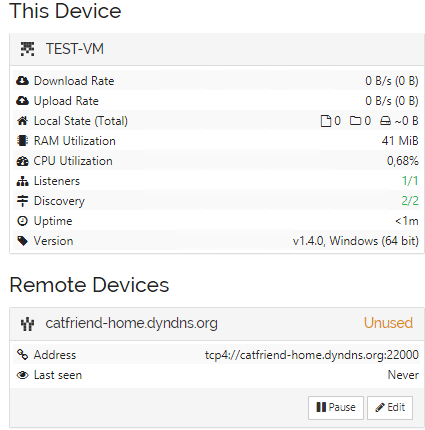 This Device
TEST-VM
Download Rate 0 B/s (0 B)
Upload Rate 0 B/s (0 B)
Local State (Total) 0 0 ~0 B
RAM Utilization 41 MiB
CPU Utilization 0,68%
Listeners 1/1
Discovery 2/2
Uptime <1m
Version v1.4.0, Windows (64 bit)
Remote Devices
catfriend-home.dyndns.org Unused
Address tcp4://catfriend-home.dyndns.org:22000
Last seen Never
Pause Edit